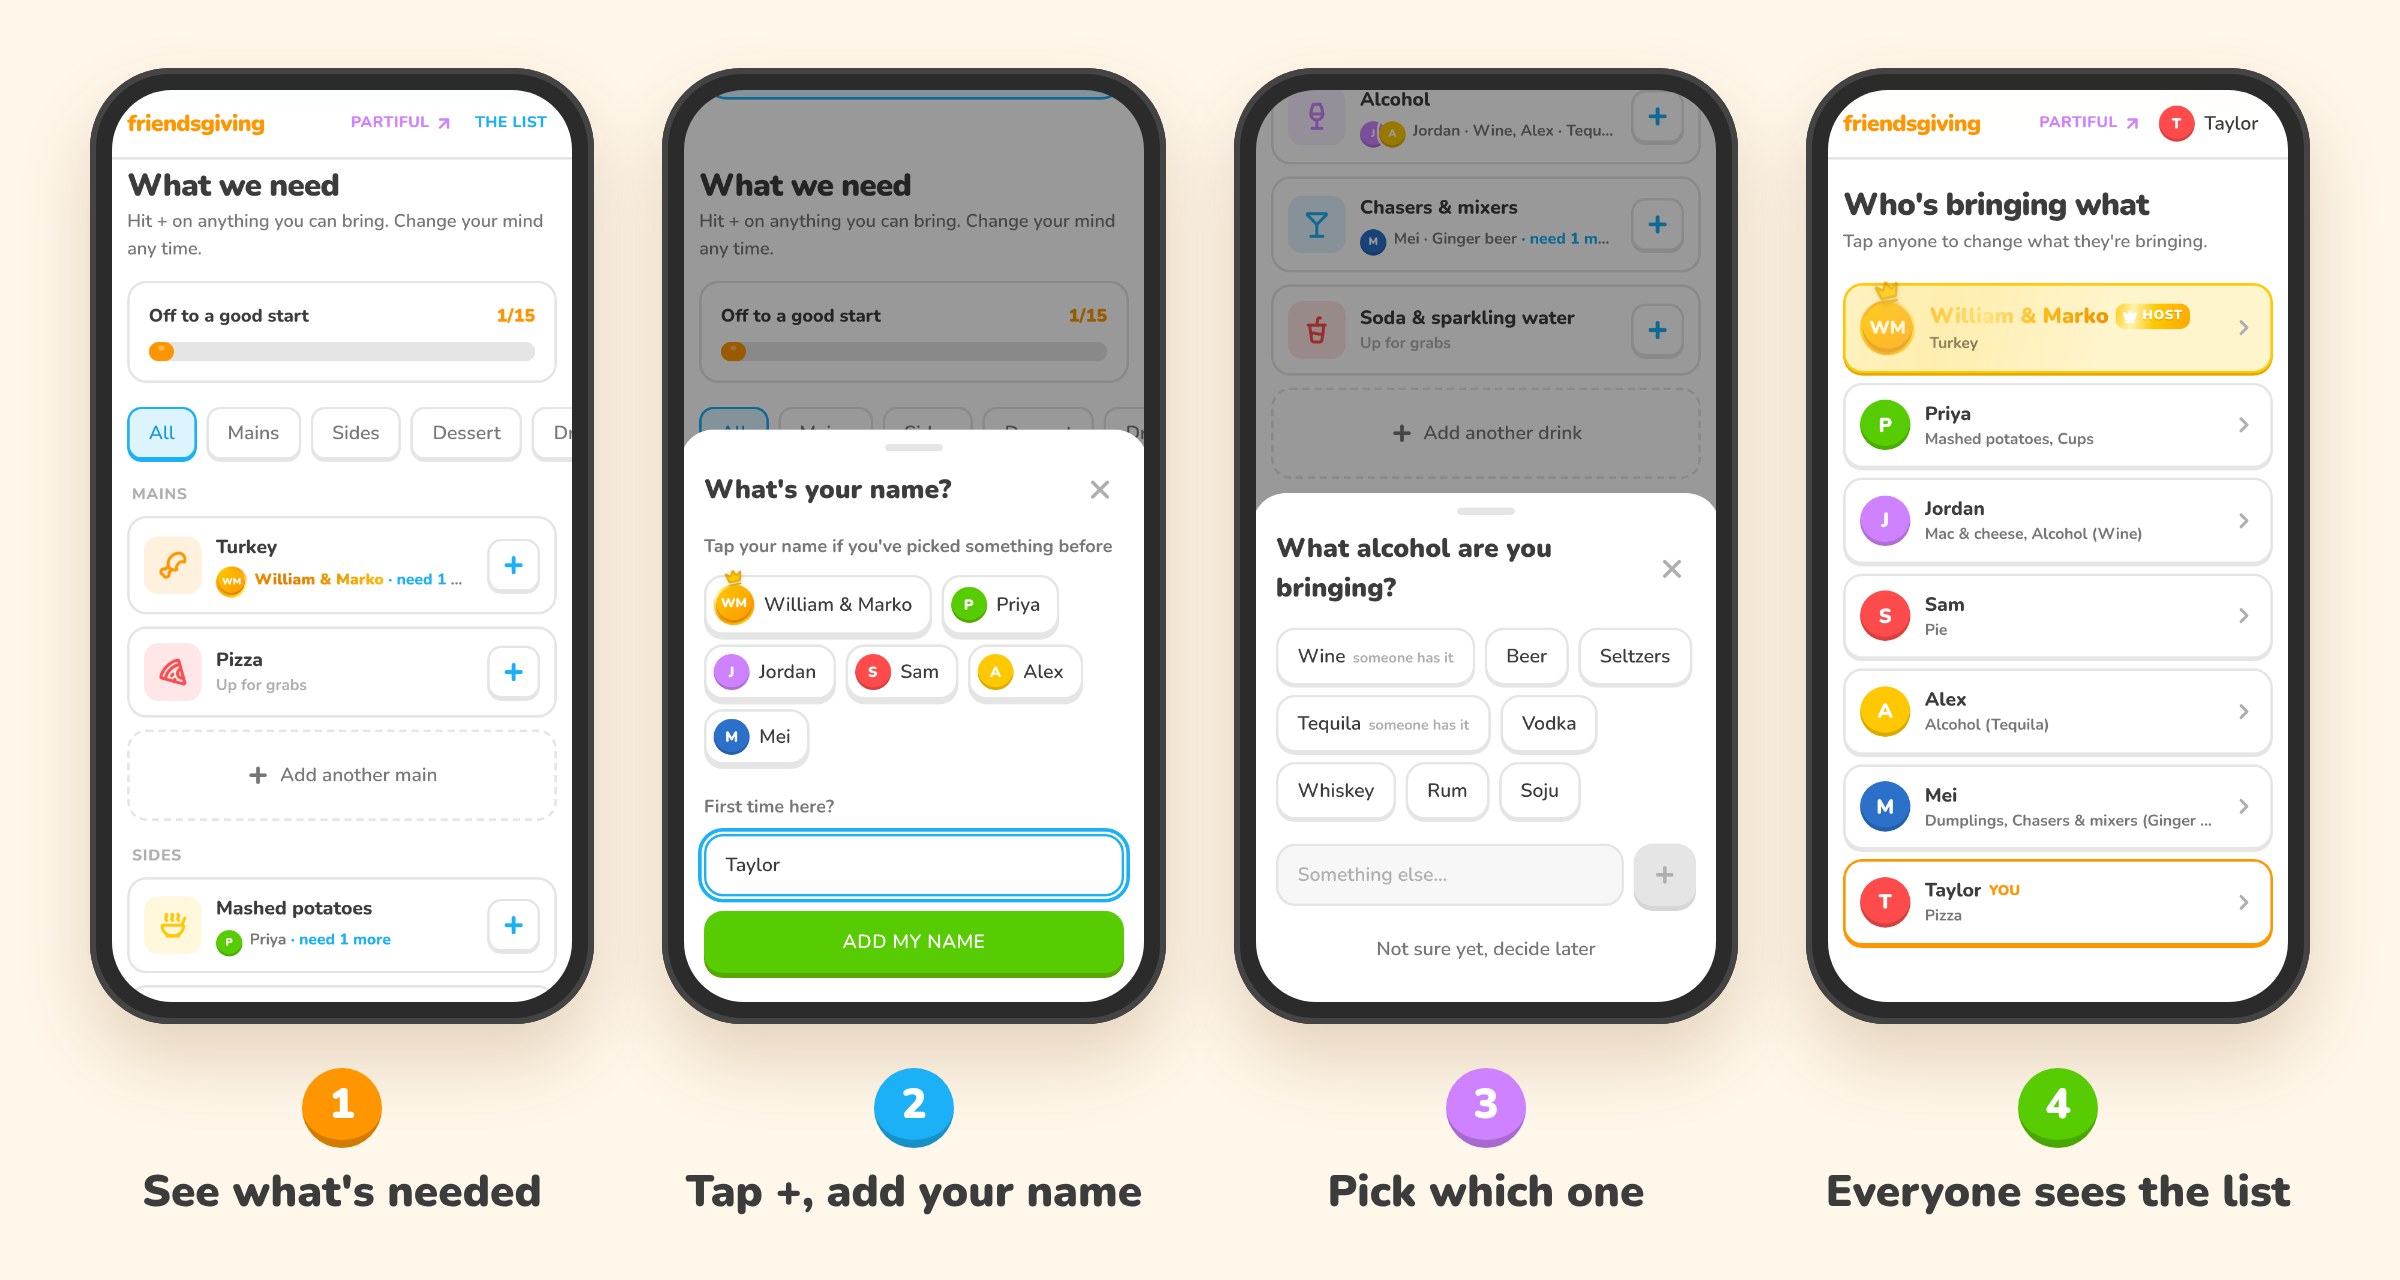 friendsgiving PARTIFUL THE LIST
What we need
Hit + on anything you can bring. Change your mind
any time.
Off to a good start 1/15
All Mains Sides Dessert Dr
MAINS
Turkey
WM William & Marko · need 1 ...
Pizza
Up for grabs
+ Add another main
SIDES
Mashed potatoes
P Priya · need 1 more
1
See what's needed
What we need
Hit + on anything you can bring. Change your mind
any time.
Off to a good start 1/15
All Mains Sides Dessert Dr
What's your name?
Tap your name if you've picked something before
WM William & Marko P Priya
J Jordan S Sam A Alex
M Mei
First time here?
Taylor
ADD MY NAME
2
Tap +, add your name
Alcohol
J A Jordan · Wine, Alex · Tequ...
Chasers & mixers
M Mei · Ginger beer · need 1 m...
Soda & sparkling water
Up for grabs
+ Add another drink
What alcohol are you
bringing?
Wine someone has it Beer Seltzers
Tequila someone has it Vodka
Whiskey Rum Soju
Something else...
Not sure yet, decide later
3
Pick which one
friendsgiving PARTIFUL T Taylor
Who's bringing what
Tap anyone to change what they're bringing.
WM William & Marko HOST
Turkey
P Priya
Mashed potatoes, Cups
J Jordan
Mac & cheese, Alcohol (Wine)
S Sam
Pie
A Alex
Alcohol (Tequila)
M Mei
Dumplings, Chasers & mixers (Ginger ...
T Taylor YOU
Pizza
4
Everyone sees the list